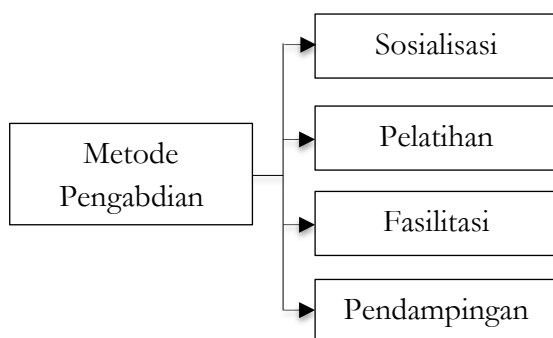 Metode
Pengabdian
Sosialisasi
Pelatihan
Fasilitasi
Pendampingan